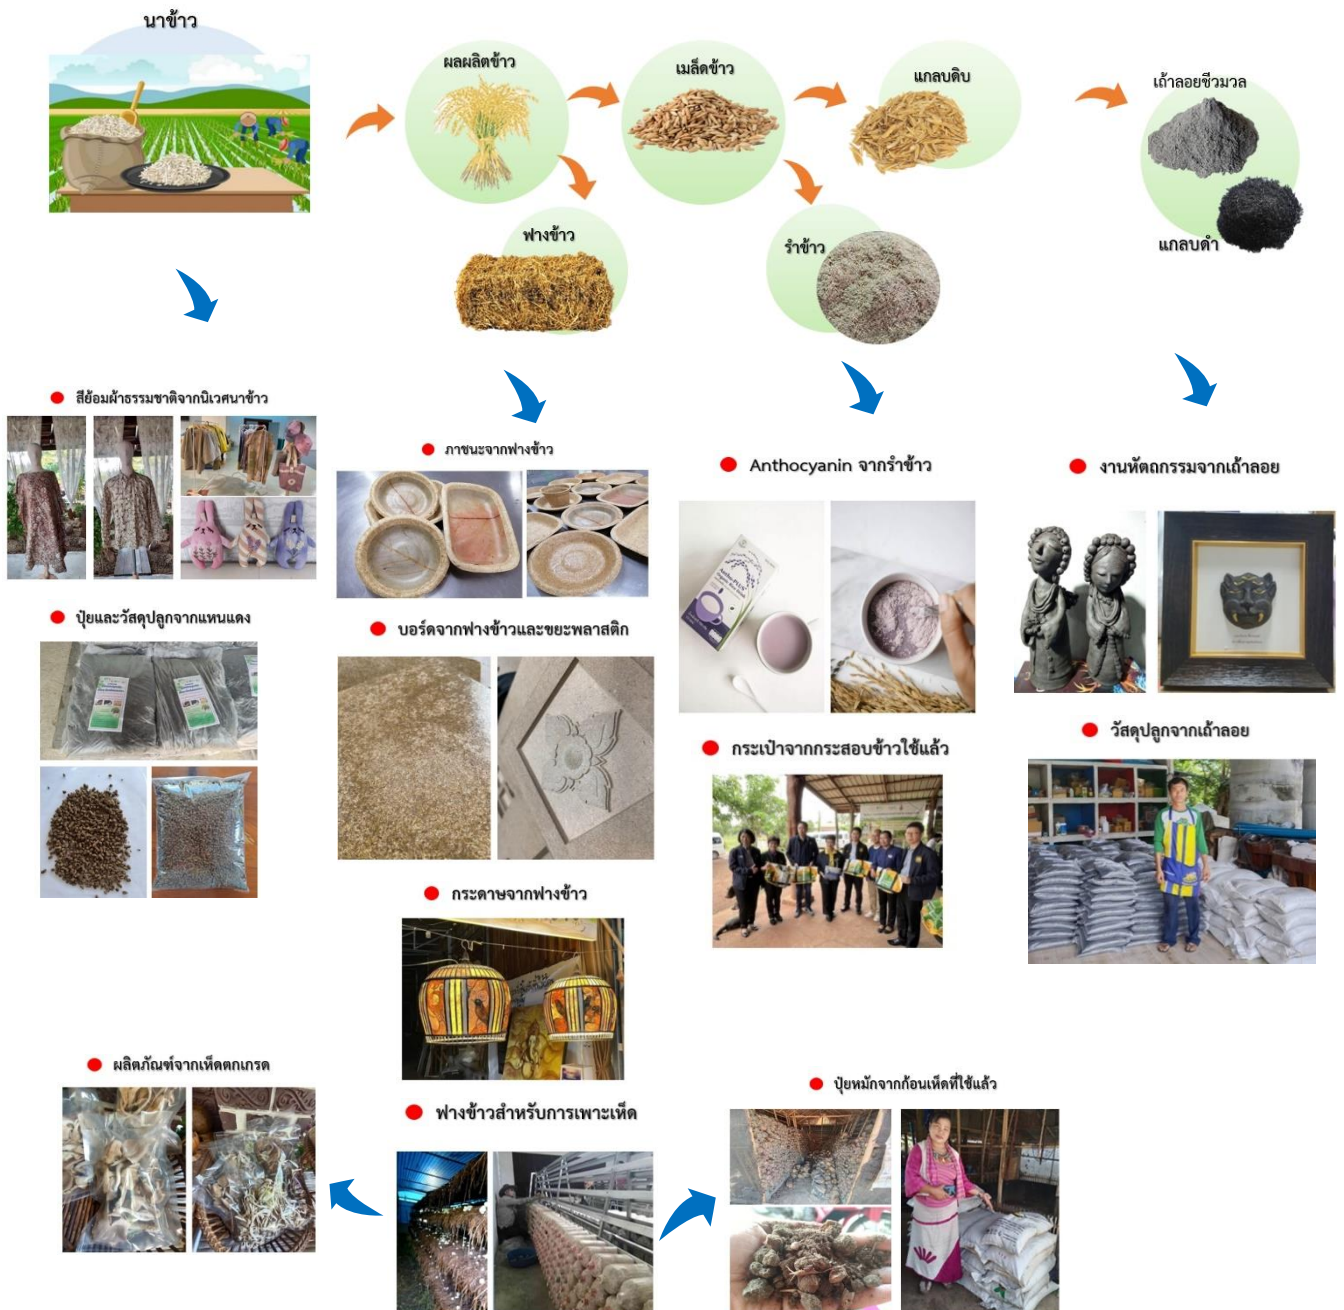 นาข้าว
ผลผลิตข้าว
เมล็ดข้าว
แกลบดิบ
เถ้าลอยชีวมวล
ฟางข้าว
รำข้าว
แกลบดำ
สีย้อมผ้าธรรมชาติจากนิเวศนาข้าว
ภาชนะจากฟางข้าว
Anthocyanin จากรำข้าว
งานหัตถกรรมจากเถ้าลอย
ปุ๋ยและวัสดุปลูกจากแหนแดง
บอร์ดจากฟางข้าวและขยะพลาสติก
กระเป๋าจากกระสอบข้าวใช้แล้ว
วัสดุปลูกจากเถ้าลอย
กระดาษจากฟางข้าว
ผลิตภัณฑ์จากเห็ดตกเกรด
ฟางข้าวสำหรับการเพาะเห็ด
ปุ๋ยหมักจากก้อนเห็ดที่ใช้แล้ว